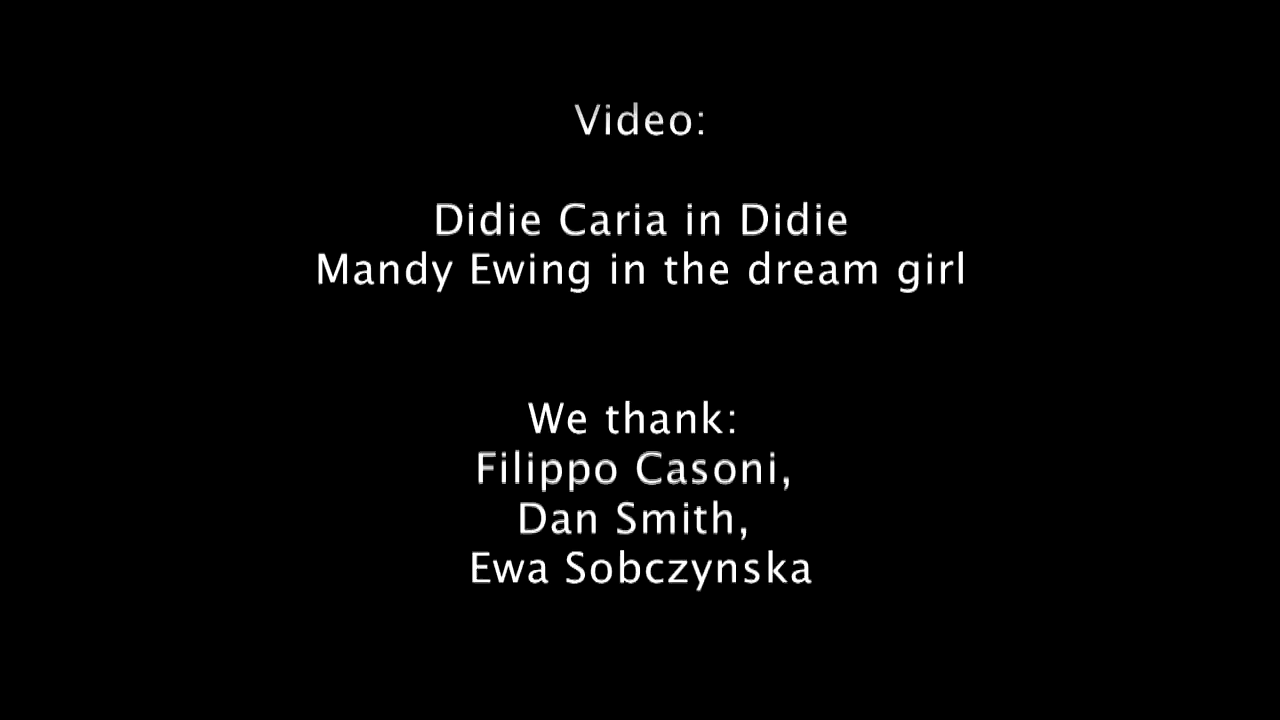 Video:
Didie Caria in Didie
Mandy Ewing in the dream girl
We thank:
Filippo Casoni,
Dan Smith,
Ewa Sobczynska